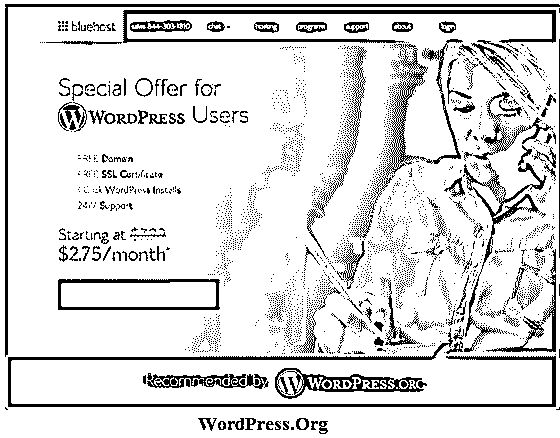 bluehost sales 844-303-1810 chat hosting programs support about login
Special Offer for
WORDPRESS Users
FREE Domain
FREE SSL Certificate
1-Click WordPress Installs
24/7 Support
Starting at $7.99
$2.75/month*
Recommended by WORDPRESS.ORG
WordPress.Org